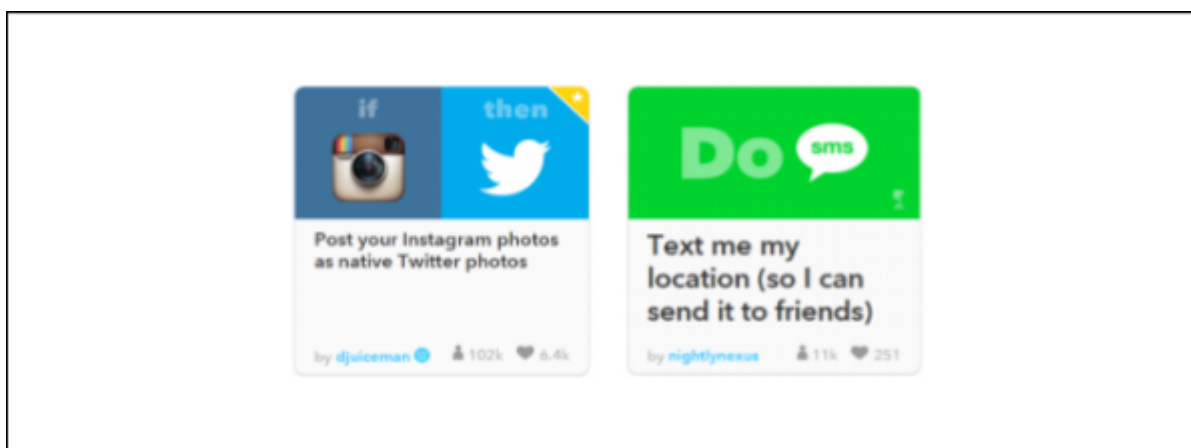 if then
Post your Instagram photos
as native Twitter photos
by djuiceman 102k 6.4k
Do sms
Text me my
location (so I can
send it to friends)
by nightlynexus 11k 251